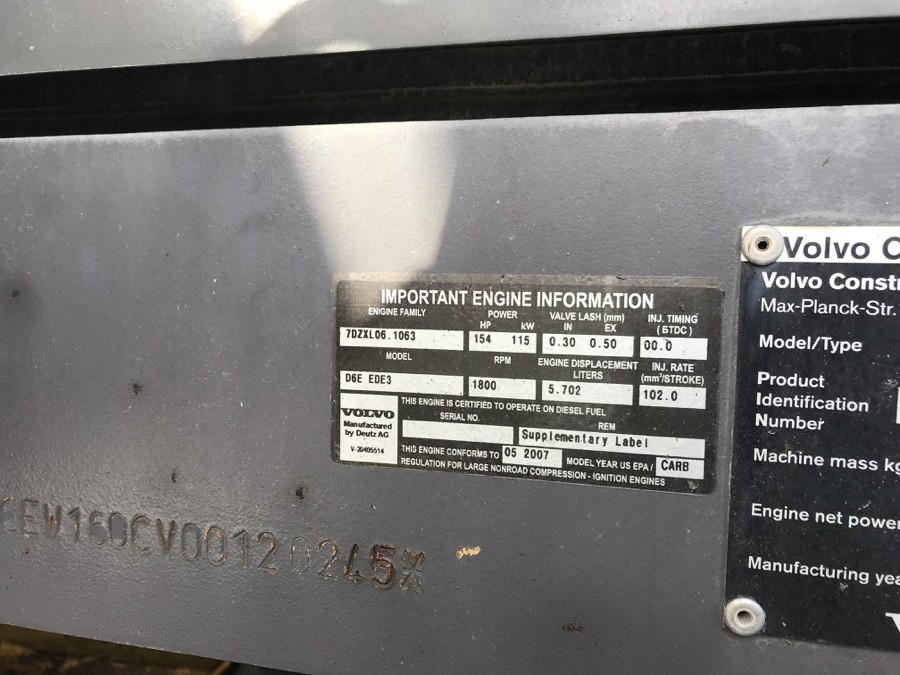 IMPORTANT ENGINE INFORMATION
ENGINE FAMILY POWER VALVE LASH (mm) INJ. TIMING
HP kW IN EX (БTDC)
7DZXL06.1063 154 115 0.30 0.50 00.0
MODEL RPM ENGINE DISPLACEMENT INJ. RATE
LITERS (mm³/STROKE)
D6E EDE3 1800 5.702 102.0
THIS ENGINE IS CERTIFIED TO OPERATE ON DIESEL FUEL
VOLVO
Manufactured
by Deutz AG
V-20405514
SERIAL NO. REM
Supplementary Label
THIS ENGINE CONFORMS TO 05 2007 MODEL YEAR US EPA / CARB
REGULATION FOR LARGE NONROAD COMPRESSION - IGNITION ENGINES
EEW160CV00120245X
Volvo C
Volvo Constr
Max-Planck-Str.
Model/Type
Product
Identification
Number
Machine mass kg
Engine net power
Manufacturing yea